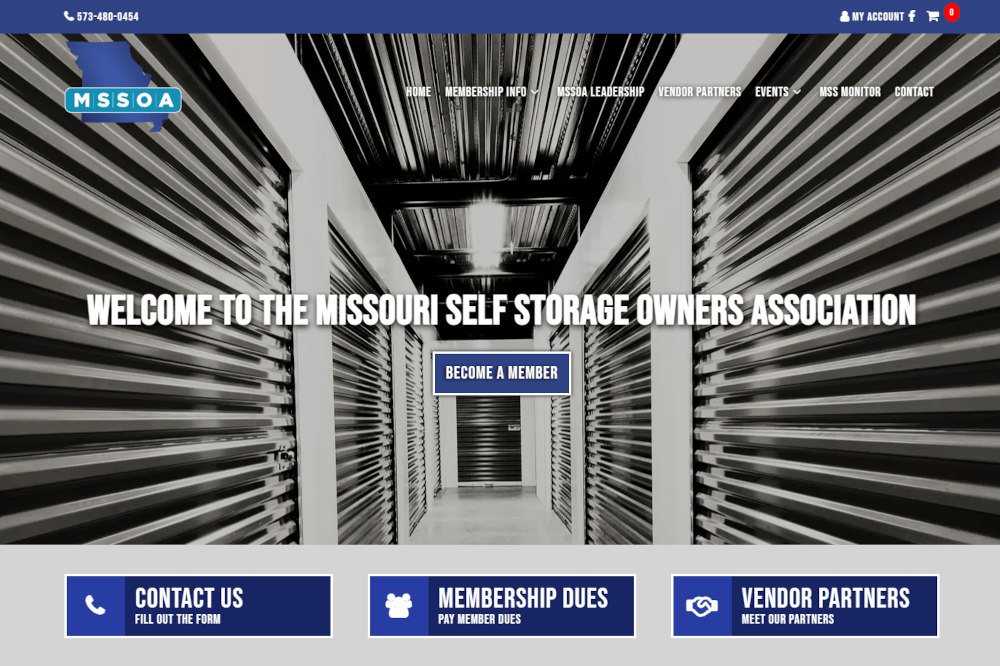 573-480-0454
MY ACCOUNT
0
MSSOA
HOME MEMBERSHIP INFO MSSOA LEADERSHIP VENDOR PARTNERS EVENTS MSS MONITOR CONTACT
WELCOME TO THE MISSOURI SELF STORAGE OWNERS ASSOCIATION
BECOME A MEMBER
CONTACT US
FILL OUT THE FORM
MEMBERSHIP DUES
PAY MEMBER DUES
VENDOR PARTNERS
MEET OUR PARTNERS